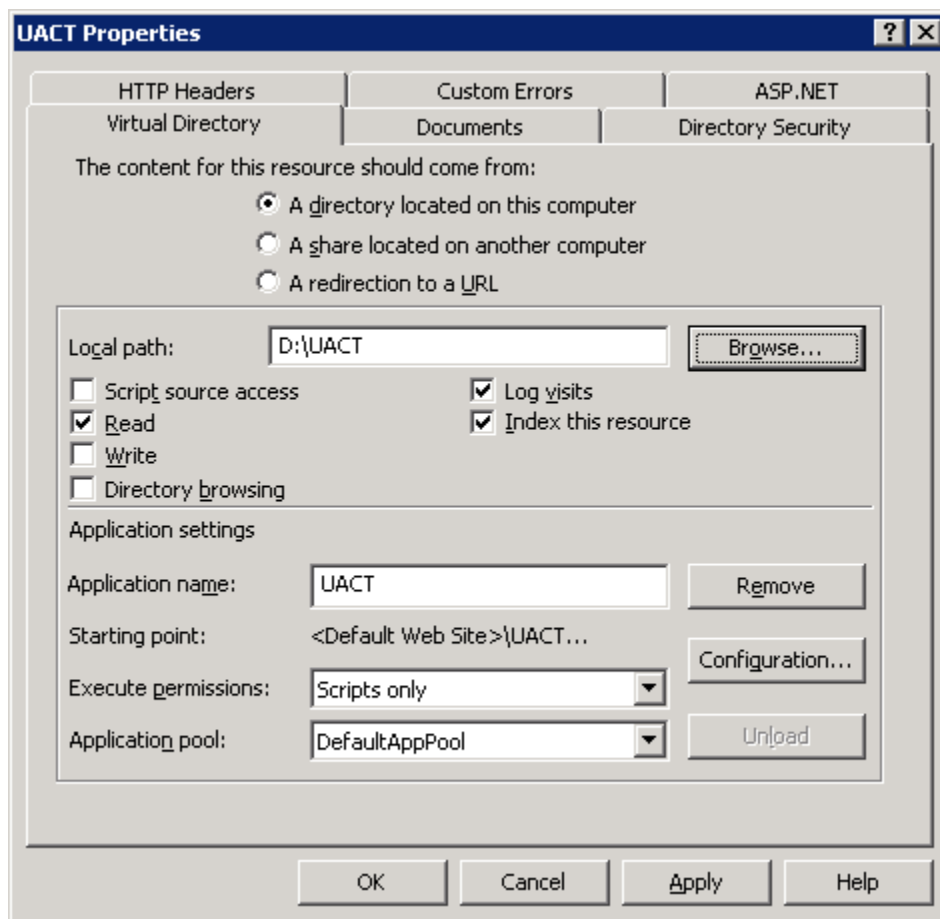 UACT Properties
HTTP Headers Custom Errors ASP.NET
Virtual Directory Documents Directory Security
The content for this resource should come from:
A directory located on this computer
A share located on another computer
A redirection to a URL
Local path: D:\UACT Browse...
Script source access Log visits
Read Index this resource
Write
Directory browsing
Application settings
Application name: UACT Remove
Starting point: <Default Web Site>\UACT...
Configuration...
Execute permissions: Scripts only
Application pool: DefaultAppPool Unload
OK Cancel Apply Help